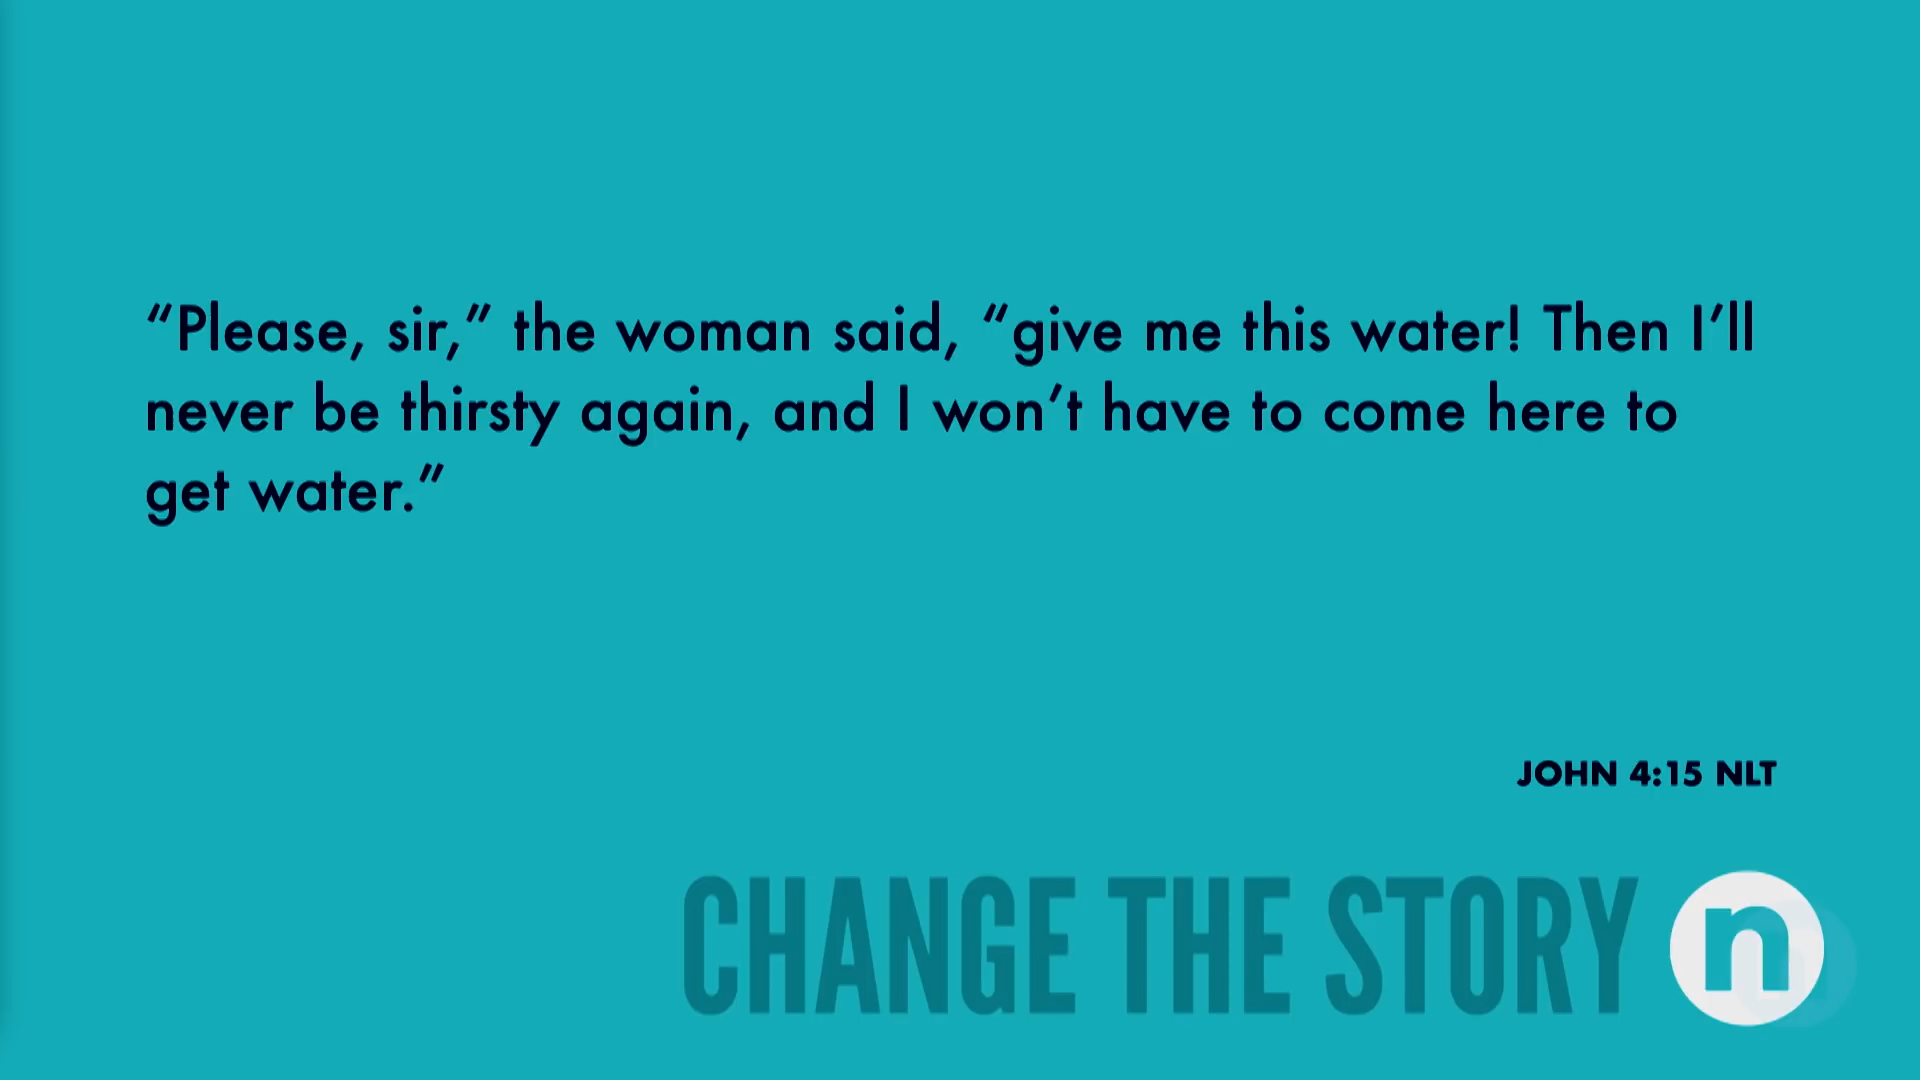 “Please, sir,” the woman said, “give me this water! Then I’ll
never be thirsty again, and I won’t have to come here to
get water.”
JOHN 4:15 NLT
CHANGE THE STORY
n